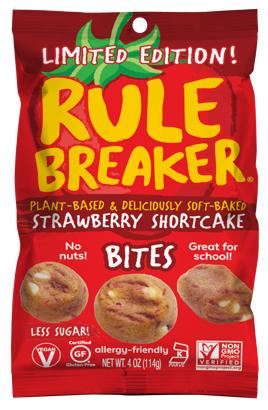 LIMITED EDITION!
RULE
BREAKER®
PLANT-BASED & DELICIOUSLY SOFT-BAKED
STRAWBERRY SHORTCAKE
BITES
No
nuts!
Great for
school!
LESS SUGAR!
VEGAN
Certified
GF
Gluten-Free
allergy-friendly
NET WT. 4 OZ (114g)
K
PAREVE
NON
GMO
Project
VERIFIED
nongmoproject.org